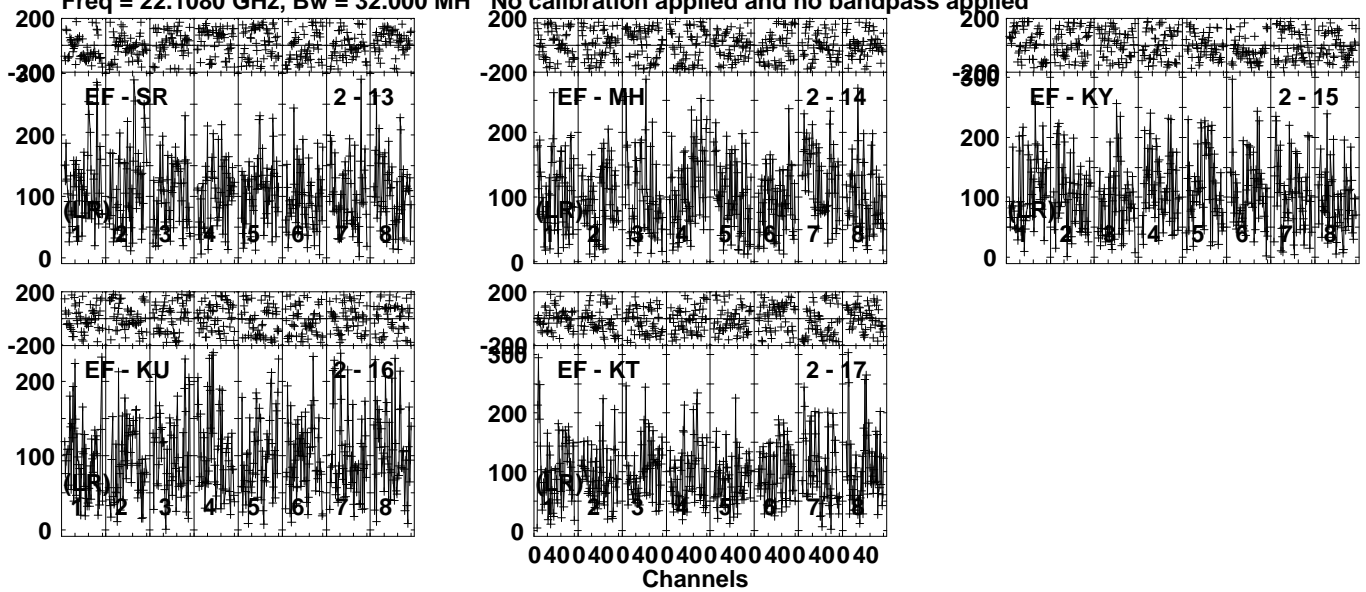 Freq = 22.1080 GHz, Bw = 32.000 MH No calibration applied and no bandpass applied
200
-200
300
EF - SR 2 - 13
200
100
0
(LR)
1 2 3 4 5 6 7 8
200
-200
EF - MH 2 - 14
200
100
0
(LR)
1 2 3 4 5 6 7 8
200
-200
300
EF - KY 2 - 15
200
100
0
(LR)
1 2 3 4 5 6 7 8
200
-200
EF - KU 2 - 16
200
100
0
(LR)
1 2 3 4 5 6 7 8
200
-200
300
EF - KT 2 - 17
200
100
0
(LR)
1 2 3 4 5 6 7 8
0 40 0 40 0 40 0 40 0 40 0 40 0 40 0 40
Channels